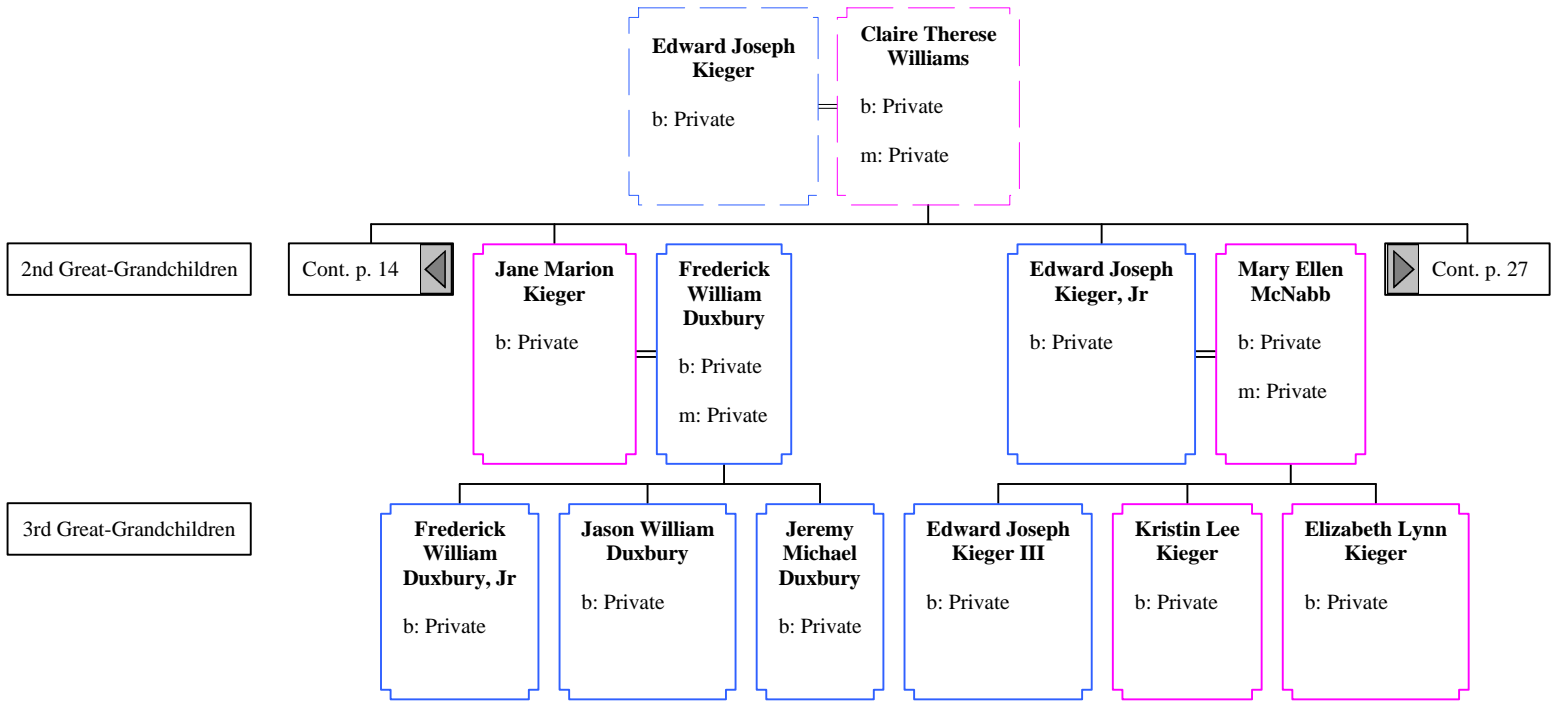 Edward Joseph
Kieger
b: Private
Claire Therese
Williams
b: Private
m: Private
2nd Great-Grandchildren
Cont. p. 14
Jane Marion
Kieger
b: Private
Frederick
William
Duxbury
b: Private
m: Private
Edward Joseph
Kieger, Jr
b: Private
Mary Ellen
McNabb
b: Private
m: Private
Cont. p. 27
3rd Great-Grandchildren
Frederick
William
Duxbury, Jr
b: Private
Jason William
Duxbury
b: Private
Jeremy
Michael
Duxbury
b: Private
Edward Joseph
Kieger III
b: Private
Kristin Lee
Kieger
b: Private
Elizabeth Lynn
Kieger
b: Private